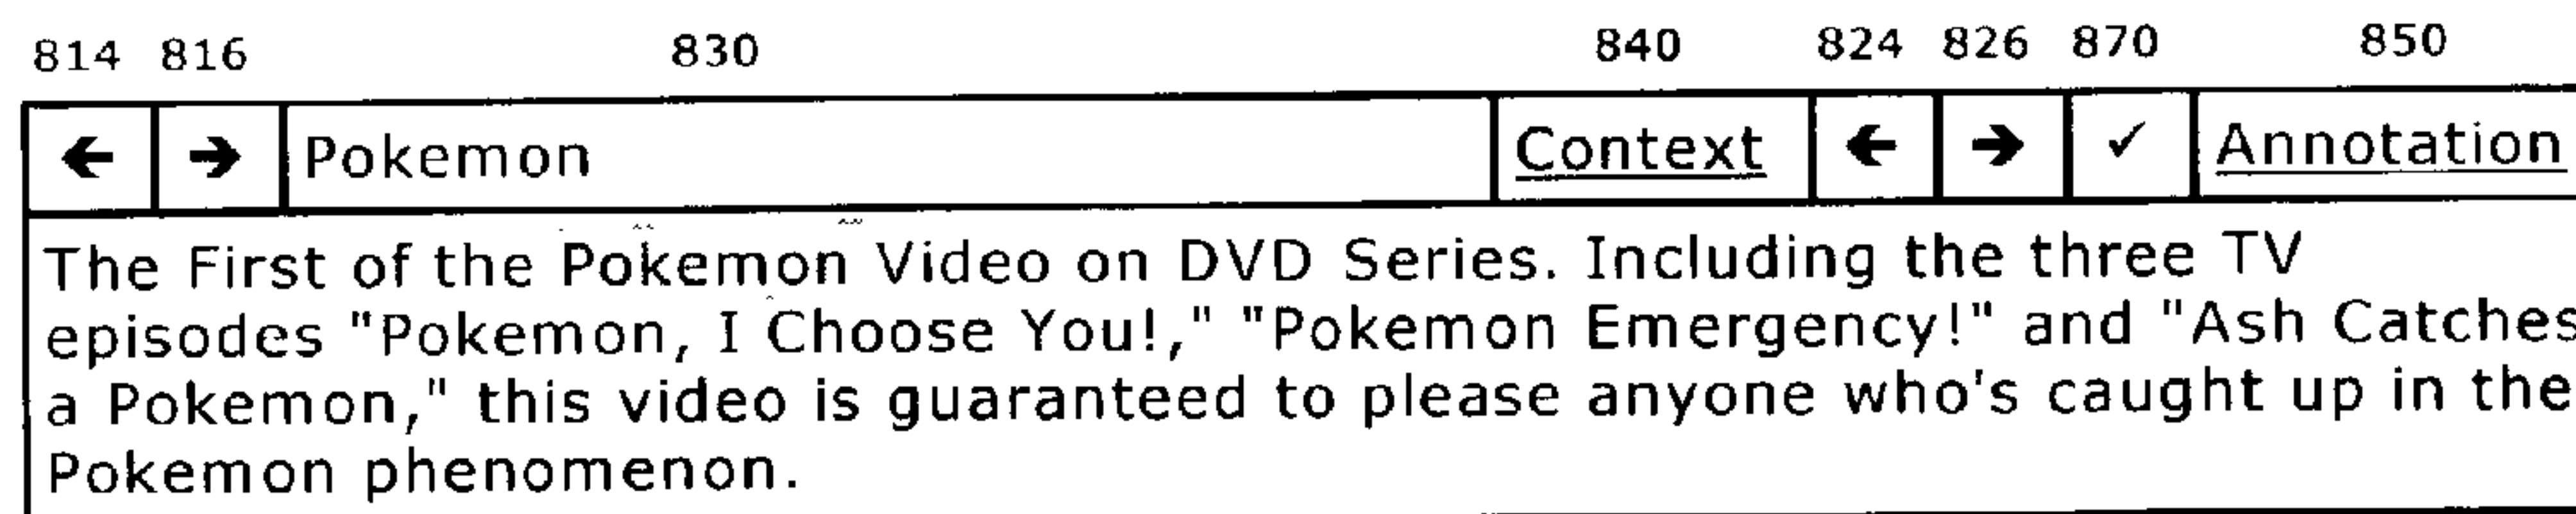 814 816 830 840 824 826 870 850
← → Pokemon Context ← → ✓ Annotation
The First of the Pokemon Video on DVD Series. Including the three TV
episodes "Pokemon, I Choose You!," "Pokemon Emergency!" and "Ash Catches
a Pokemon," this video is guaranteed to please anyone who's caught up in the
Pokemon phenomenon.